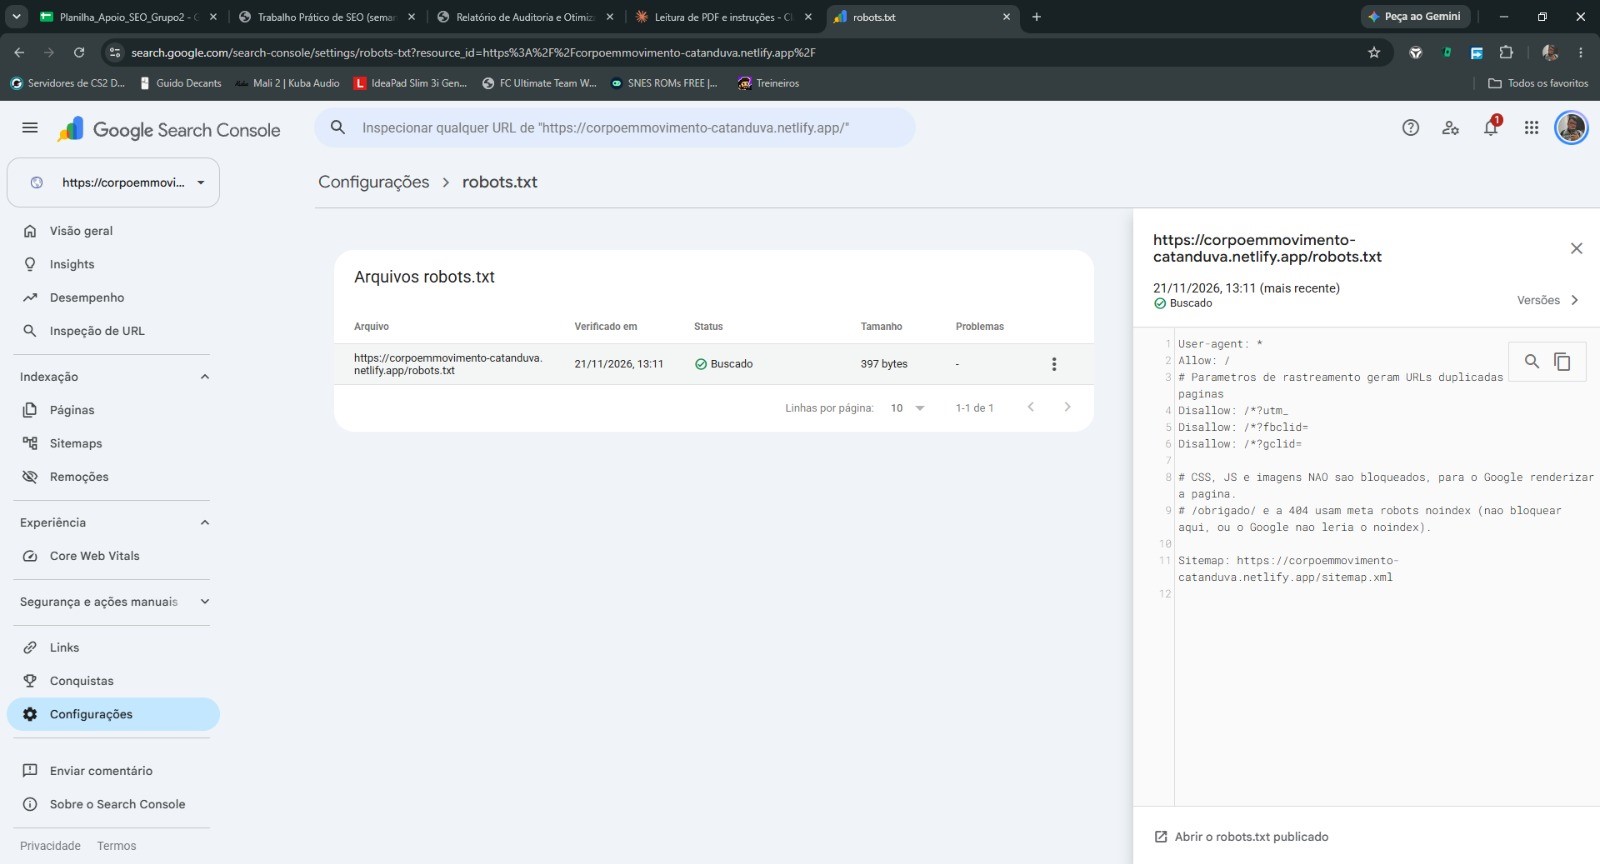 Planilha_Apoio_SEO_Grupo2 - G
Trabalho Prático de SEO (seman
Relatório de Auditoria e Otimiz
Leitura de PDF e instruções - Cl
robots.txt
Peça ao Gemini
search.google.com/search-console/settings/robots-txt?resource_id=https%3A%2F%2Fcorpoemmovimento-catanduva.netlify.app%2F
Servidores de CS2 D...
Guido Decants
Mali 2 | Kuba Audio
IdeaPad Slim 3i Gen...
FC Ultimate Team W...
SNES ROMs FREE |...
Treineiros
Todos os favoritos
Google Search Console
Inspecionar qualquer URL de "https://corpoemmovimento-catanduva.netlify.app/"
1
https://corpoemmovi...
Configurações > robots.txt
Visão geral
Insights
Desempenho
Inspeção de URL
Indexação
Páginas
Sitemaps
Remoções
Experiência
Core Web Vitals
Segurança e ações manuais
Links
Conquistas
Configurações
Enviar comentário
Sobre o Search Console
Privacidade Termos
Arquivos robots.txt
Arquivo Verificado em Status Tamanho Problemas
https://corpoemmovimento-catanduva.
netlify.app/robots.txt
21/11/2026, 13:11 Buscado 397 bytes -
Linhas por página: 10 1-1 de 1
https://corpoemmovimento-
catanduva.netlify.app/robots.txt
21/11/2026, 13:11 (mais recente)
Buscado
Versões
1 User-agent: *
2 Allow: /
3 # Parametros de rastreamento geram URLs duplicadas
paginas
4 Disallow: /*?utm_
5 Disallow: /*?fbclid=
6 Disallow: /*?gclid=
7
8 # CSS, JS e imagens NAO sao bloqueados, para o Google renderizar
a pagina.
9 # /obrigado/ e a 404 usam meta robots noindex (nao bloquear
aqui, ou o Google nao leria o noindex).
10
11 Sitemap: https://corpoemmovimento-
catanduva.netlify.app/sitemap.xml
12
Abrir o robots.txt publicado